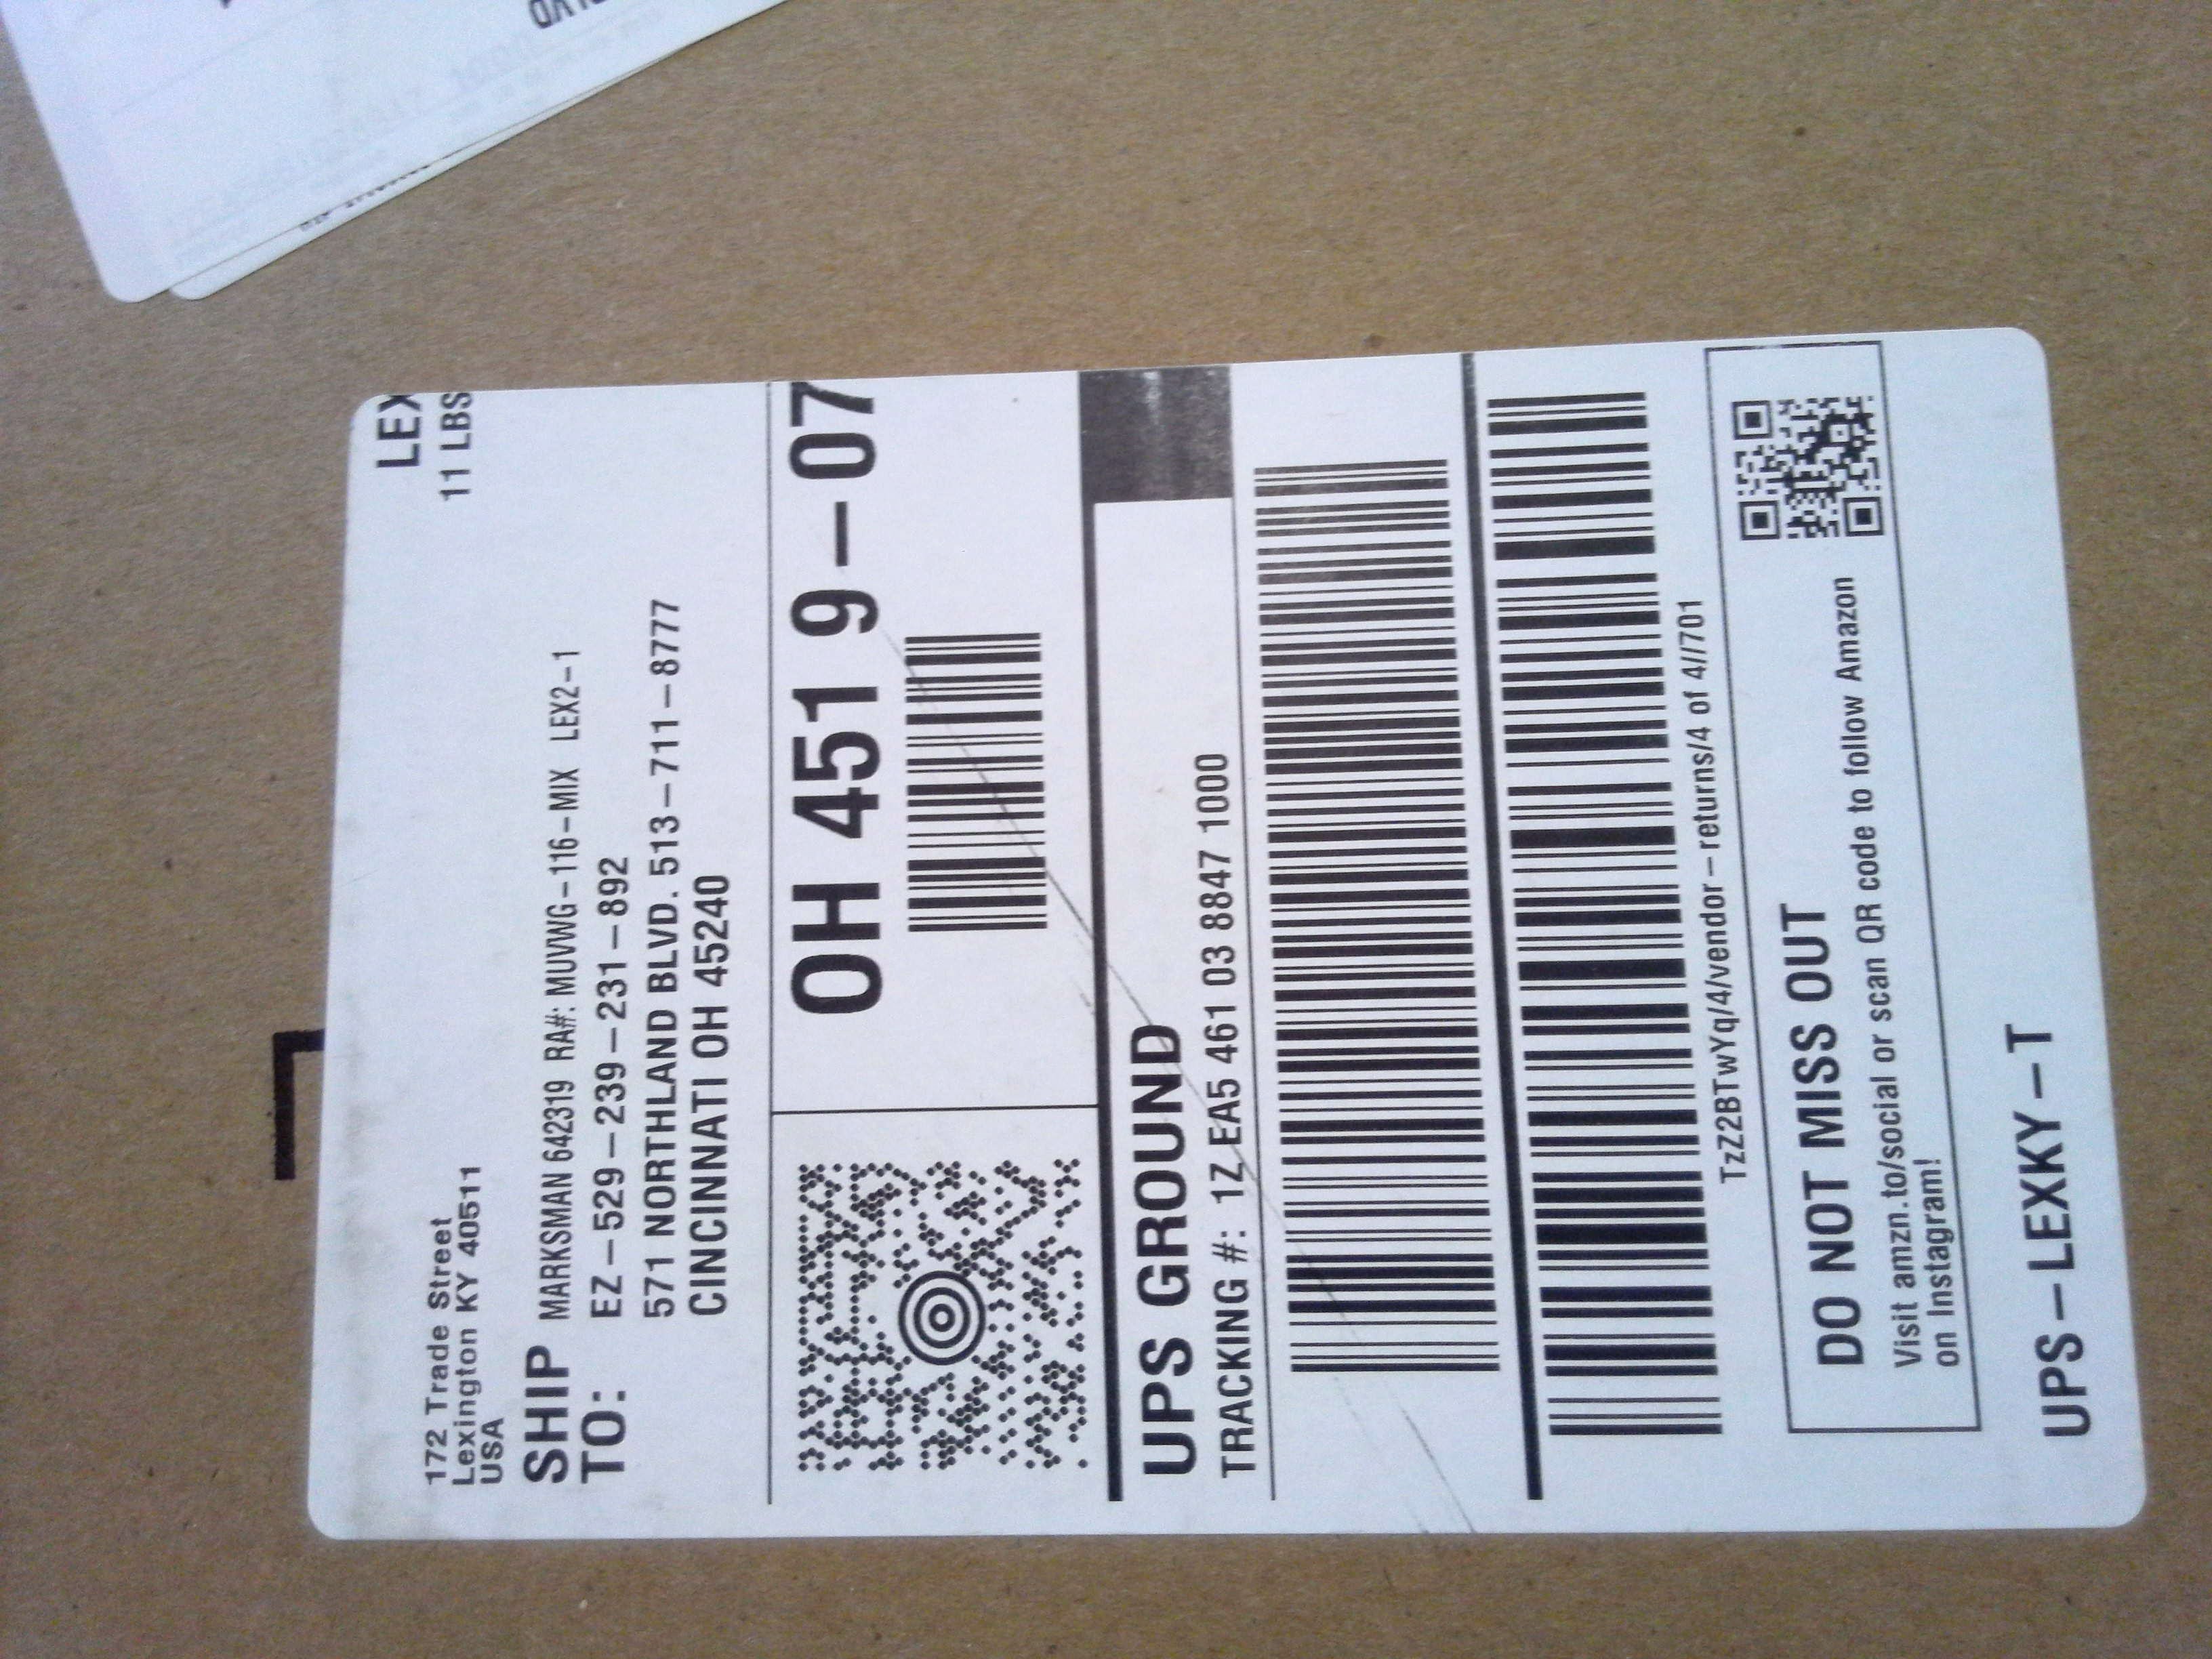 LEX
11 LBS
172 Trade Street
Lexington KY 40511
USA
SHIP TO:
MARKSMAN 642319 RA#: MUVWG-116-MIX LEX2-1
EZ-529-239-231-892
571 NORTHLAND BLVD. 513-711-8777
CINCINNATI OH 45240
OH 451 9-07
UPS GROUND
TRACKING #: 1Z EA5 461 03 8847 1000
TzZ2BTwYq/4/vendor-returns/4 of 4//701
DO NOT MISS OUT
Visit amzn.to/social or scan QR code to follow Amazon
on Instagram!
UPS-LEXKY-T